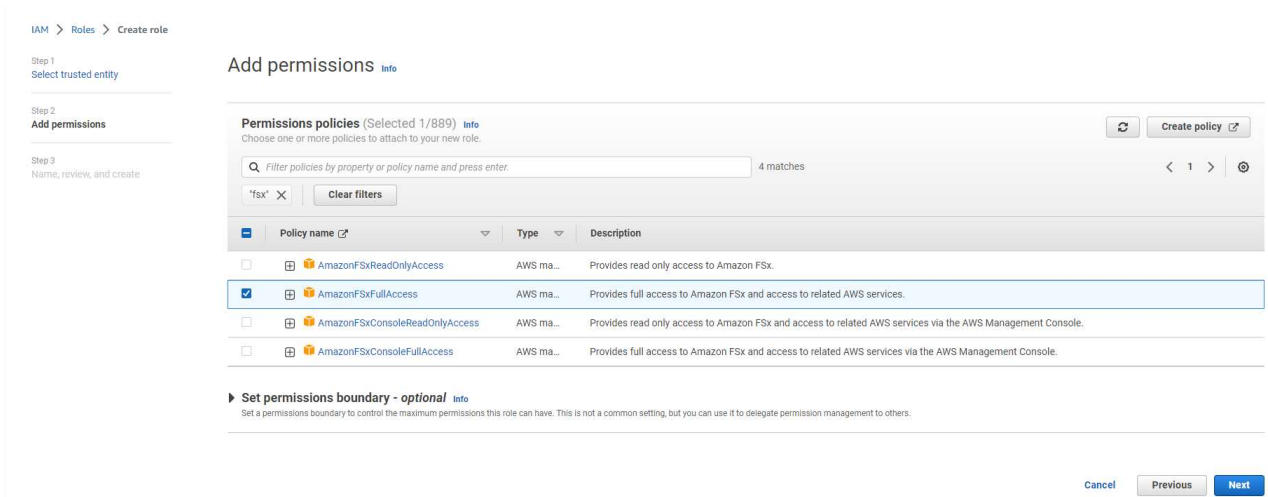 IAM > Roles > Create role
Step 1
Select trusted entity
Step 2
Add permissions
Step 3
Name, review, and create
Add permissions Info
Permissions policies (Selected 1/889) Info
Choose one or more policies to attach to your new role.
Create policy
Filter policies by property or policy name and press enter.
4 matches
< 1 >
"fsx" X
Clear filters
Policy name
Type
Description
AmazonFSxReadOnlyAccess AWS ma... Provides read only access to Amazon FSx.
AmazonFSxFullAccess AWS ma... Provides full access to Amazon FSx and access to related AWS services.
AmazonFSxConsoleReadOnlyAccess AWS ma... Provides read only access to Amazon FSx and access to related AWS services via the AWS Management Console.
AmazonFSxConsoleFullAccess AWS ma... Provides full access to Amazon FSx and access to related AWS services via the AWS Management Console.
Set permissions boundary - optional Info
Set a permissions boundary to control the maximum permissions this role can have. This is not a common setting, but you can use it to delegate permission management to others.
Cancel
Previous
Next